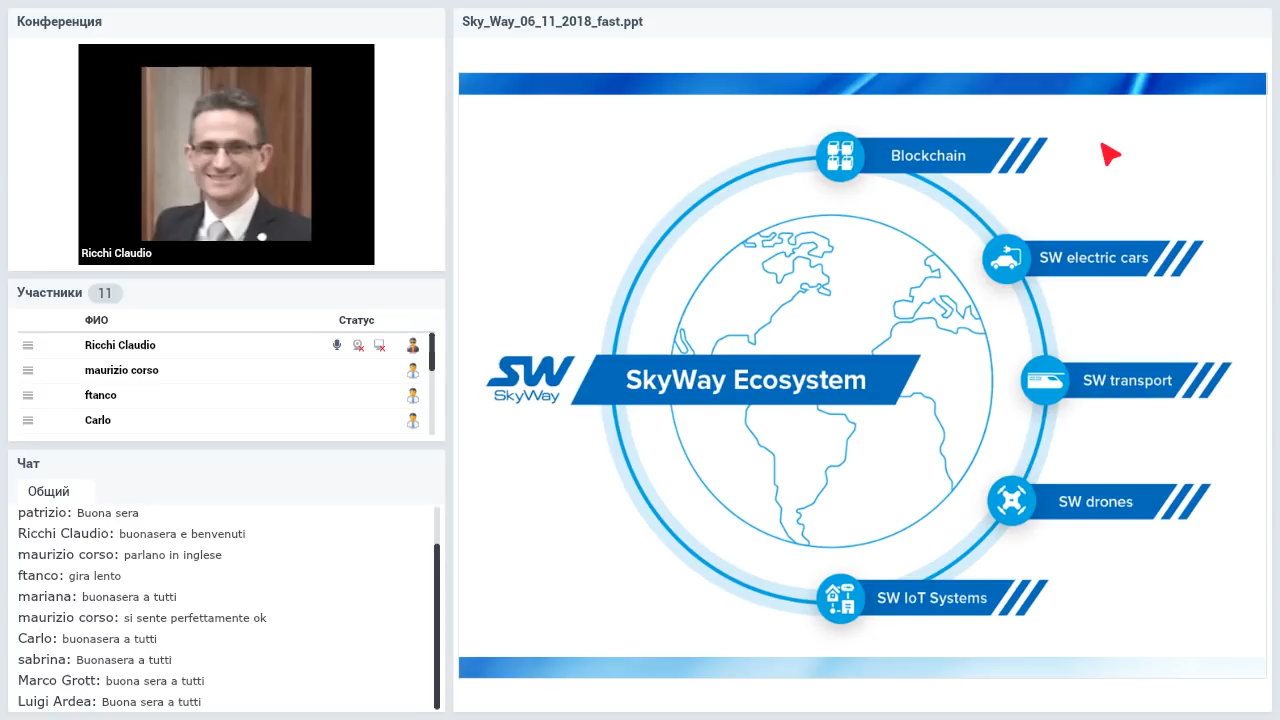 Конференция
Ricchi Claudio
Участники 11
ФИО Статус
Ricchi Claudio
maurizio corso
ftanco
Carlo
Чат
Общий
patrizio: Buona sera
Ricchi Claudio: buonasera e benvenuti
maurizio corso: parlano in inglese
ftanco: gira lento
mariana: buonasera a tutti
maurizio corso: si sente perfettamente ok
Carlo: buonasera a tutti
sabrina: Buonasera a tutti
Marco Grott: buona sera a tutti
Luigi Ardea: Buona sera a tutti
Sky_Way_06_11_2018_fast.ppt
Blockchain
SW electric cars
SW
SkyWay
SkyWay Ecosystem
SW transport
SW drones
SW IoT Systems